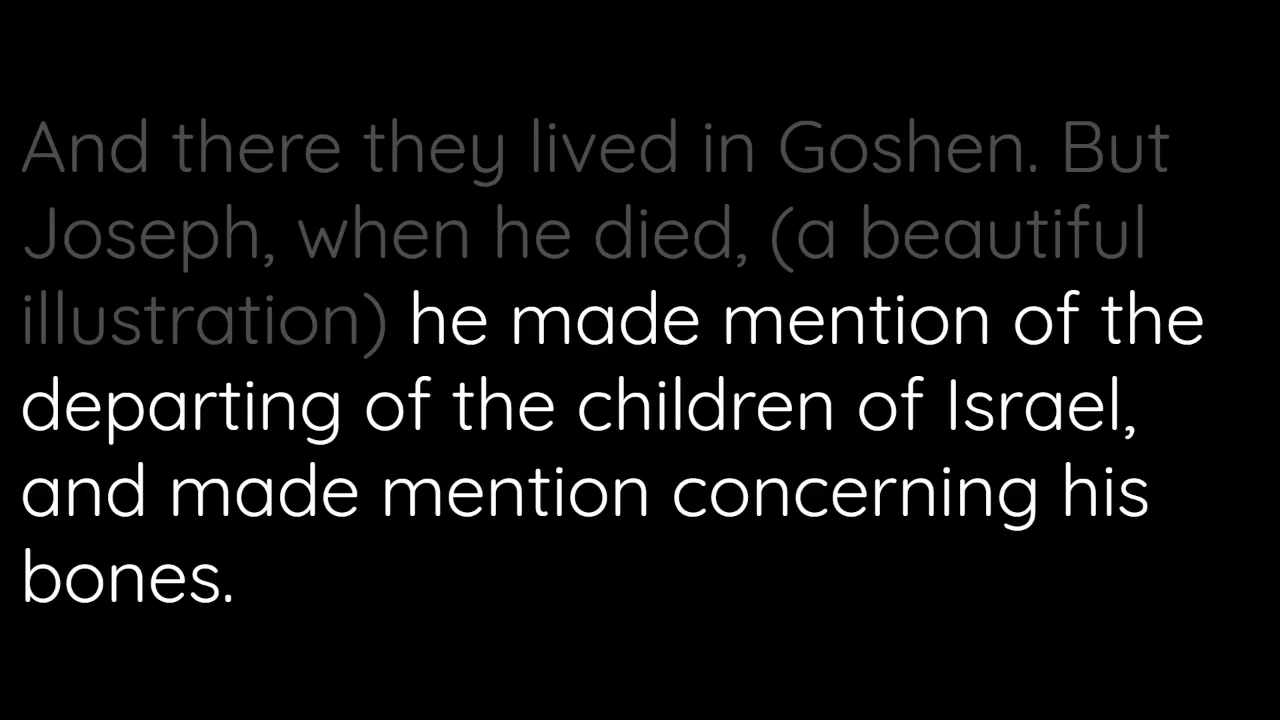 And there they lived in Goshen. But
Joseph, when he died, (a beautiful
illustration) he made mention of the
departing of the children of Israel,
and made mention concerning his
bones.